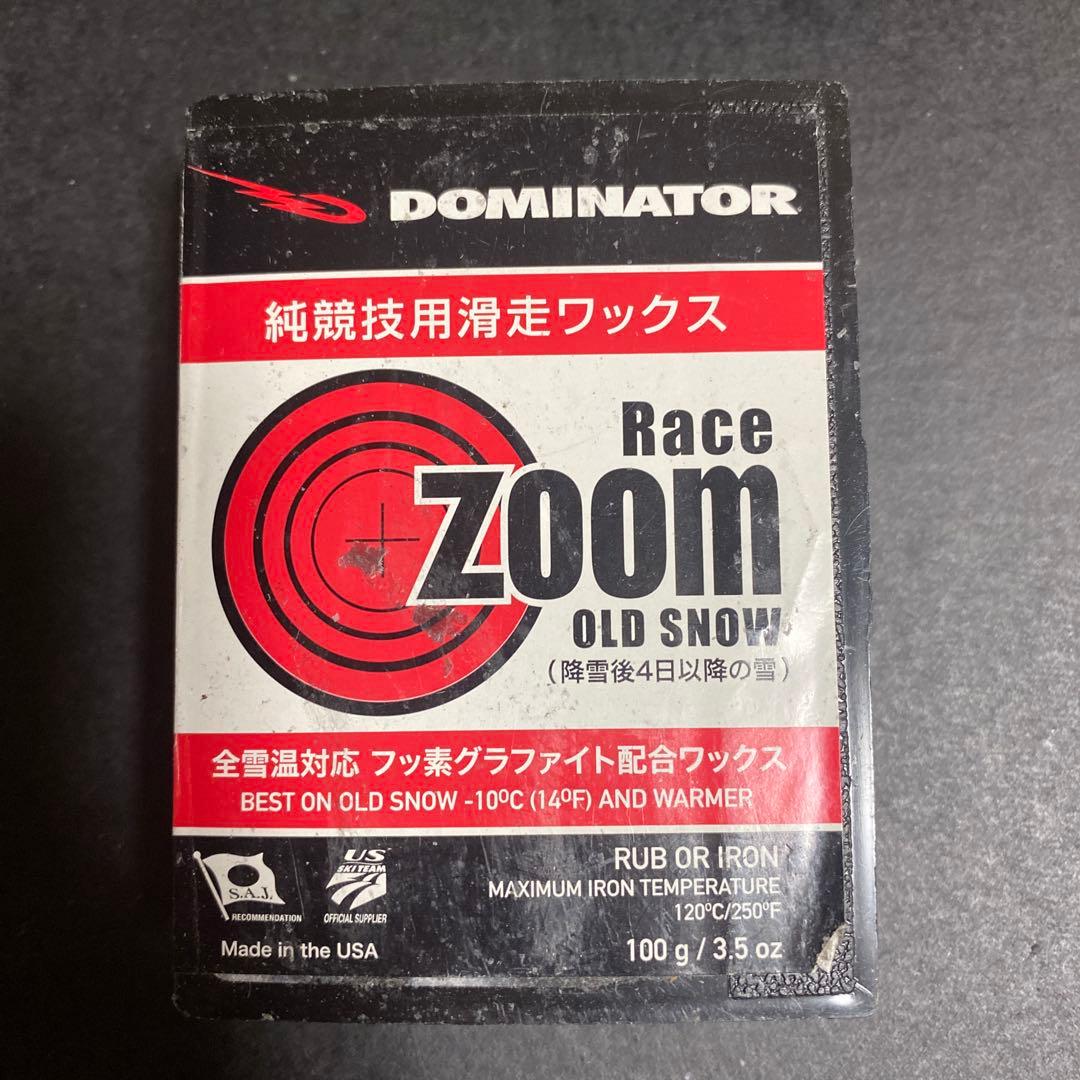 DOMINATOR
純競技用滑走ワックス
Race
Zoom
OLD SNOW
(降雪後4日以降の雪)
全雪温対応 フッ素グラファイト配合ワックス
BEST ON OLD SNOW -10ºC (14ºF) AND WARMER
S.A.J.
RECOMMENDATION
US
SKI TEAM
OFFICIAL SUPPLIER
RUB OR IRON
MAXIMUM IRON TEMPERATURE
120ºC/250ºF
Made in the USA
100 g / 3.5 oz